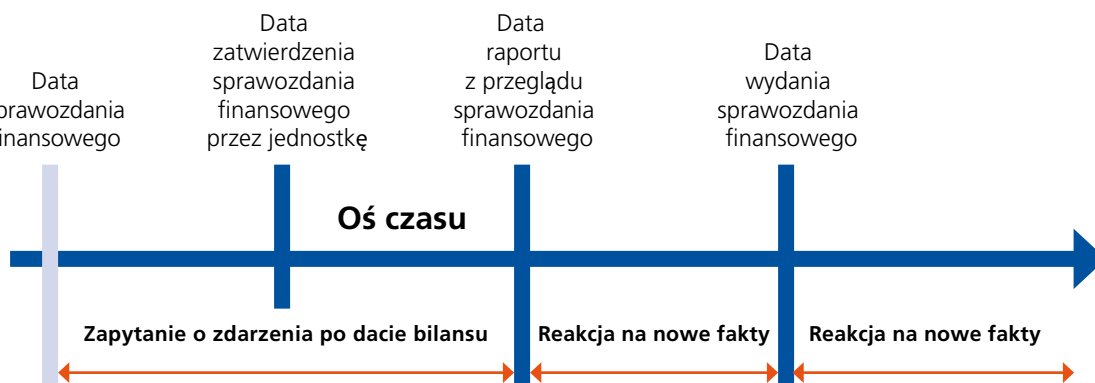 Data
prawozdania
inansowego
Data
zatwierdzenia
sprawozdania
finansowego
przez jednostkę
Data
raportu
z przeglądu
sprawozdania
finansowego
Data
wydania
sprawozdania
finansowego
Oś czasu
Zapytanie o zdarzenia po dacie bilansu
Reakcja na nowe fakty
Reakcja na nowe fakty